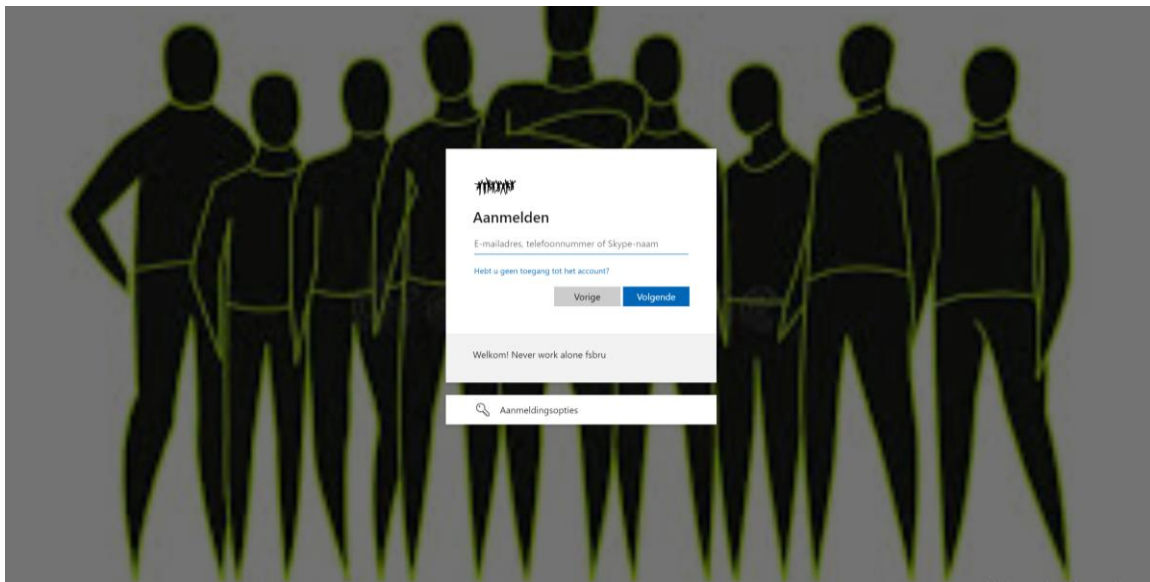 Aanmelden
E-mailadres, telefoonnummer of Skype-naam
Hebt u geen toegang tot het account?
Vorige
Volgende
Welkom! Never work alone fsbru
Aanmeldingsopties